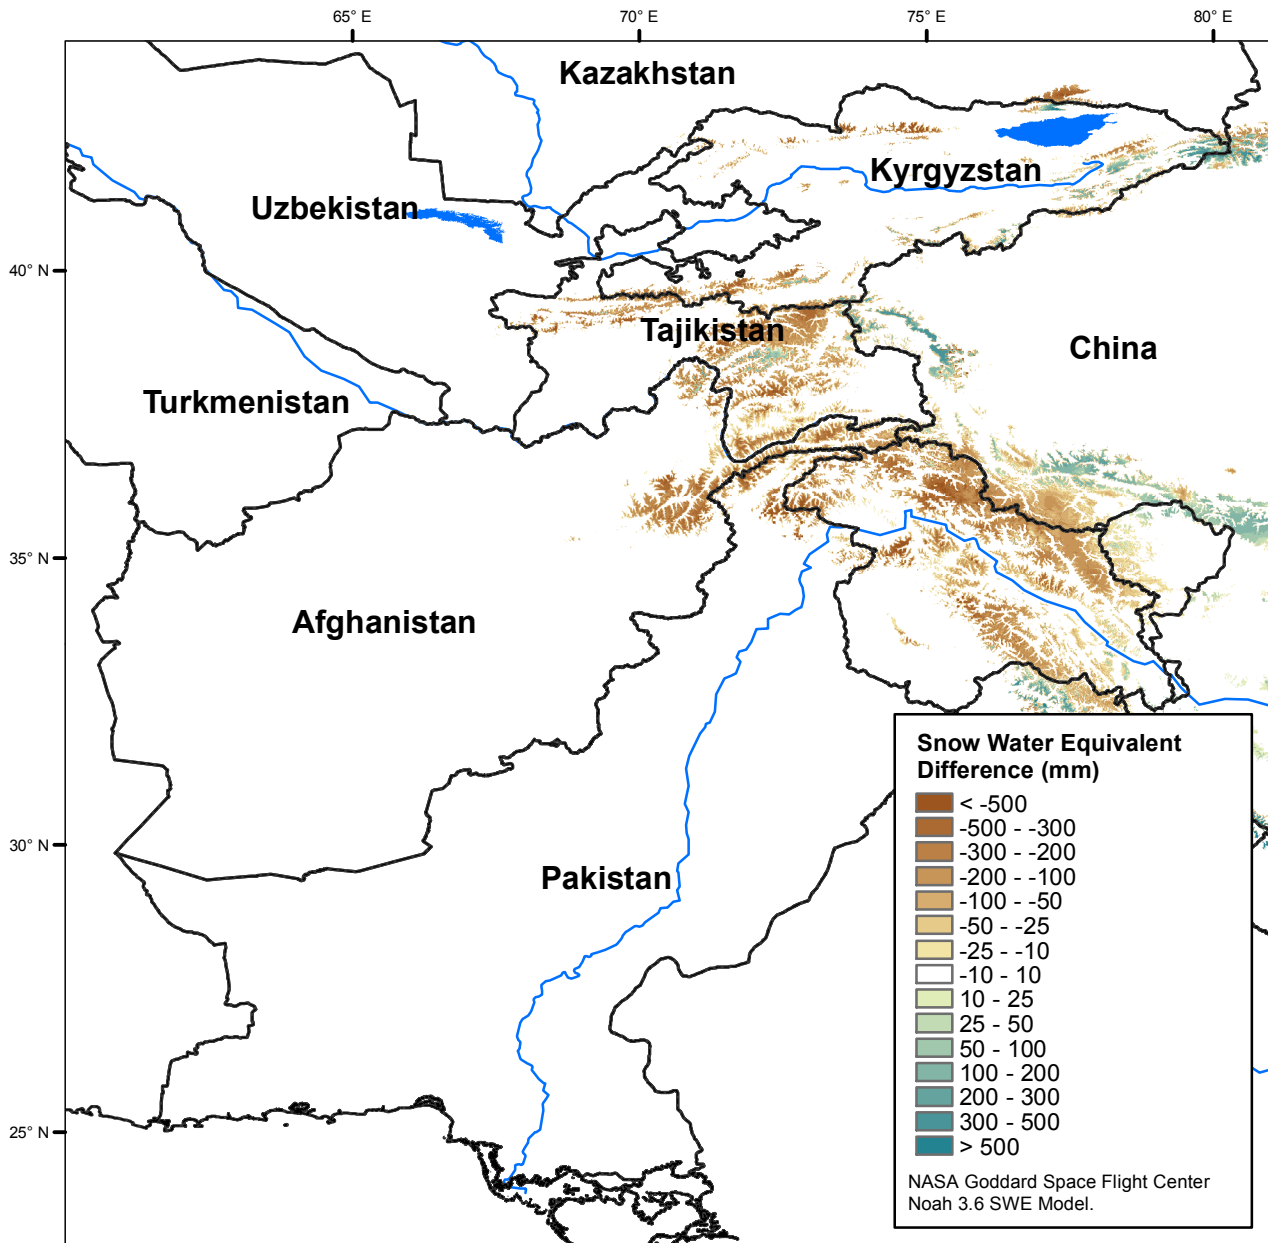 65° E
70° E
75° E
80° E
Kazakhstan
Kyrgyzstan
Uzbekistan
40° N
Tajikistan
China
Turkmenistan
35° N
Afghanistan
30° N
Pakistan
25° N
Snow Water Equivalent
Difference (mm)
< -500
-500 - -300
-300 - -200
-200 - -100
-100 - -50
-50 - -25
-25 - -10
-10 - 10
10 - 25
25 - 50
50 - 100
100 - 200
200 - 300
300 - 500
> 500
NASA Goddard Space Flight Center
Noah 3.6 SWE Model.